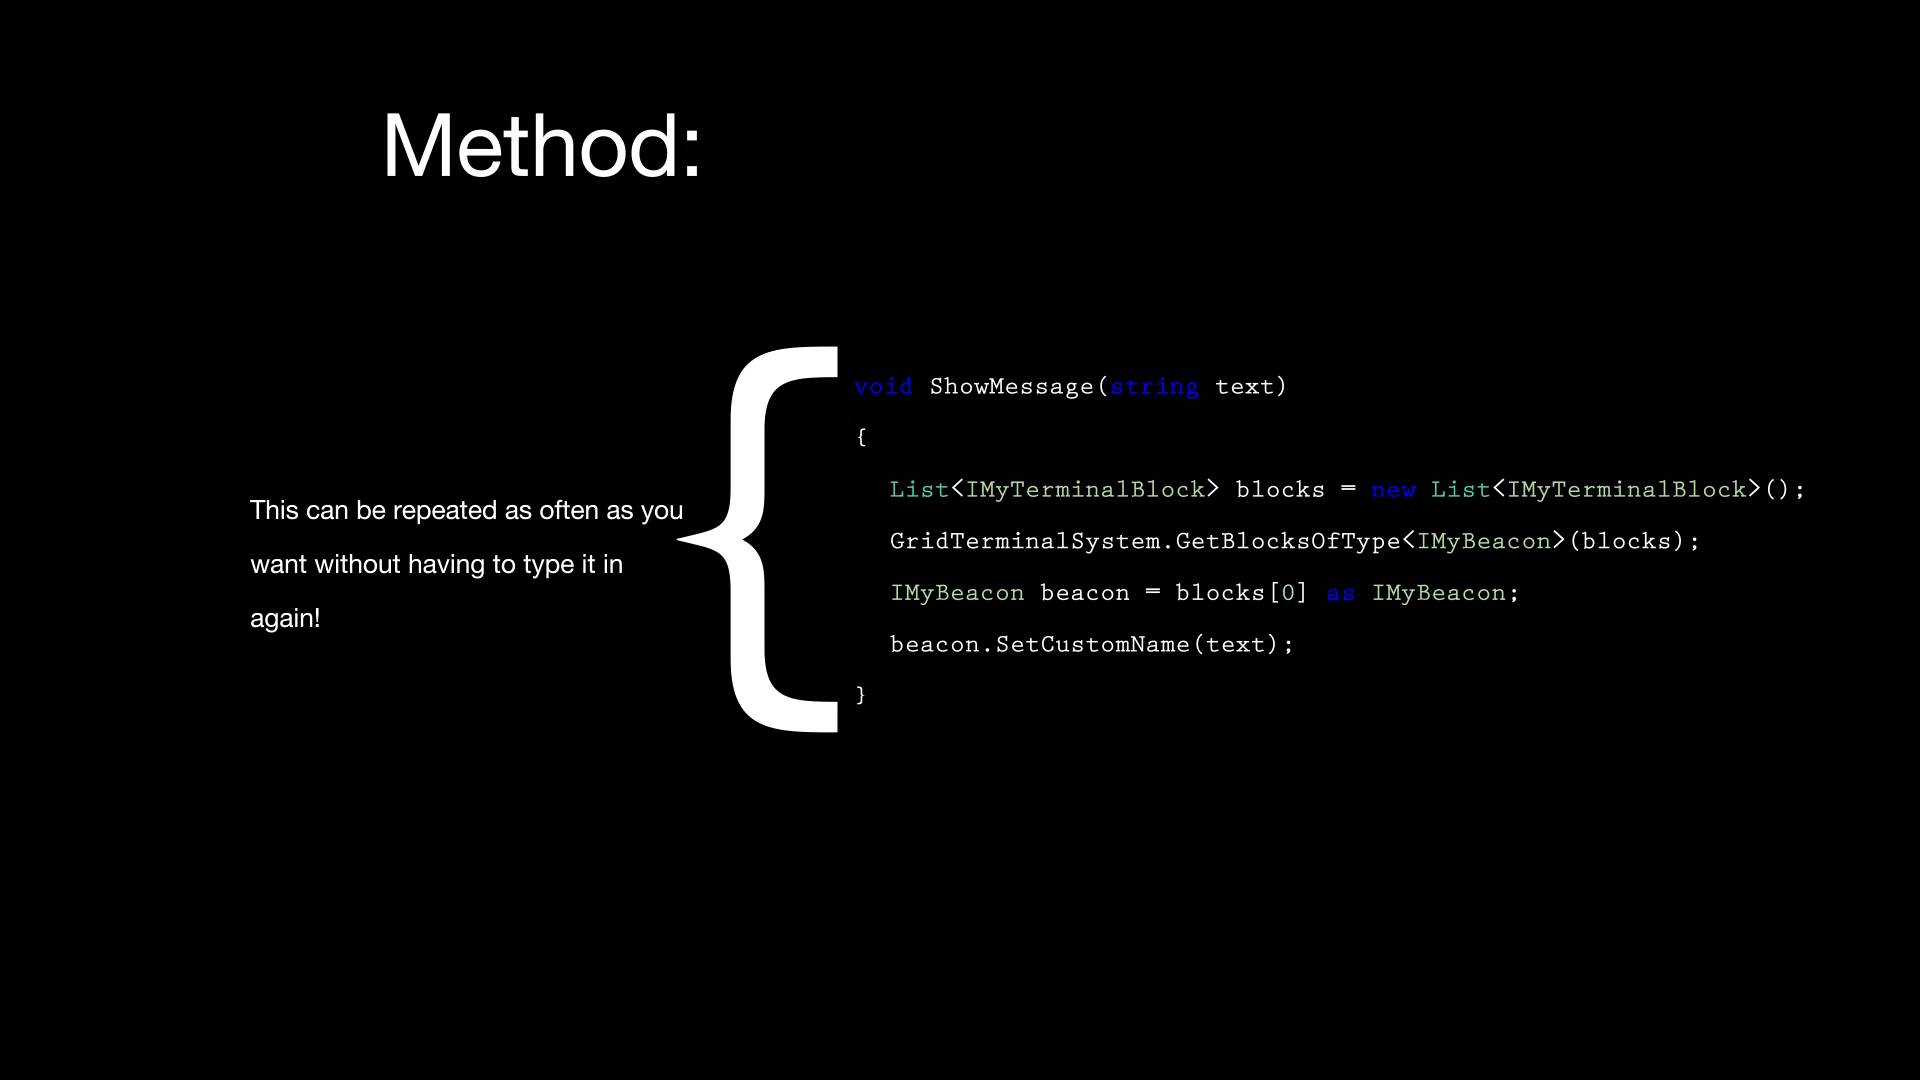 Method:
This can be repeated as often as you
want without having to type it in
again!
void ShowMessage(string text)
{
List<IMyTerminalBlock> blocks = new List<IMyTerminalBlock>();
GridTerminalSystem.GetBlocksOfType<IMyBeacon>(blocks);
IMyBeacon beacon = blocks[0] as IMyBeacon;
beacon.SetCustomName(text);
}